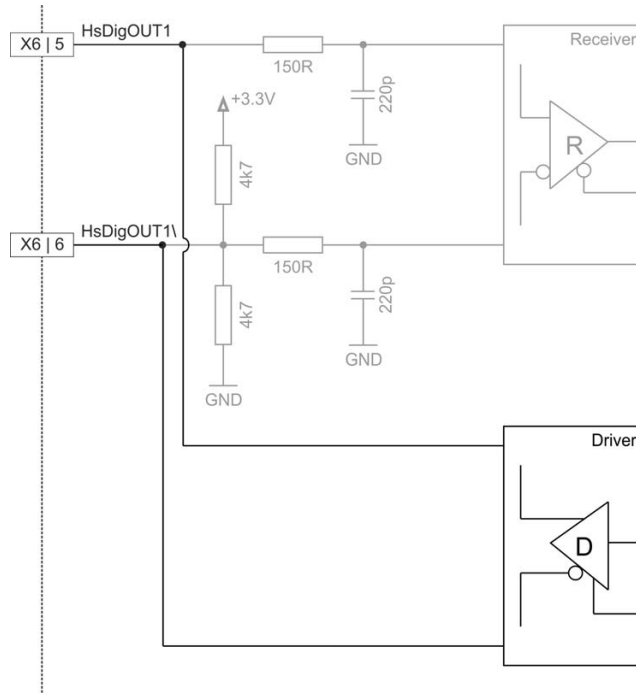 HsDigOUT1
X6 | 5
Receiver
150R
220p
+3.3V
GND
R
4k7
HsDigOUT1\
X6 | 6
150R
220p
4k7
GND
GND
Driver
D